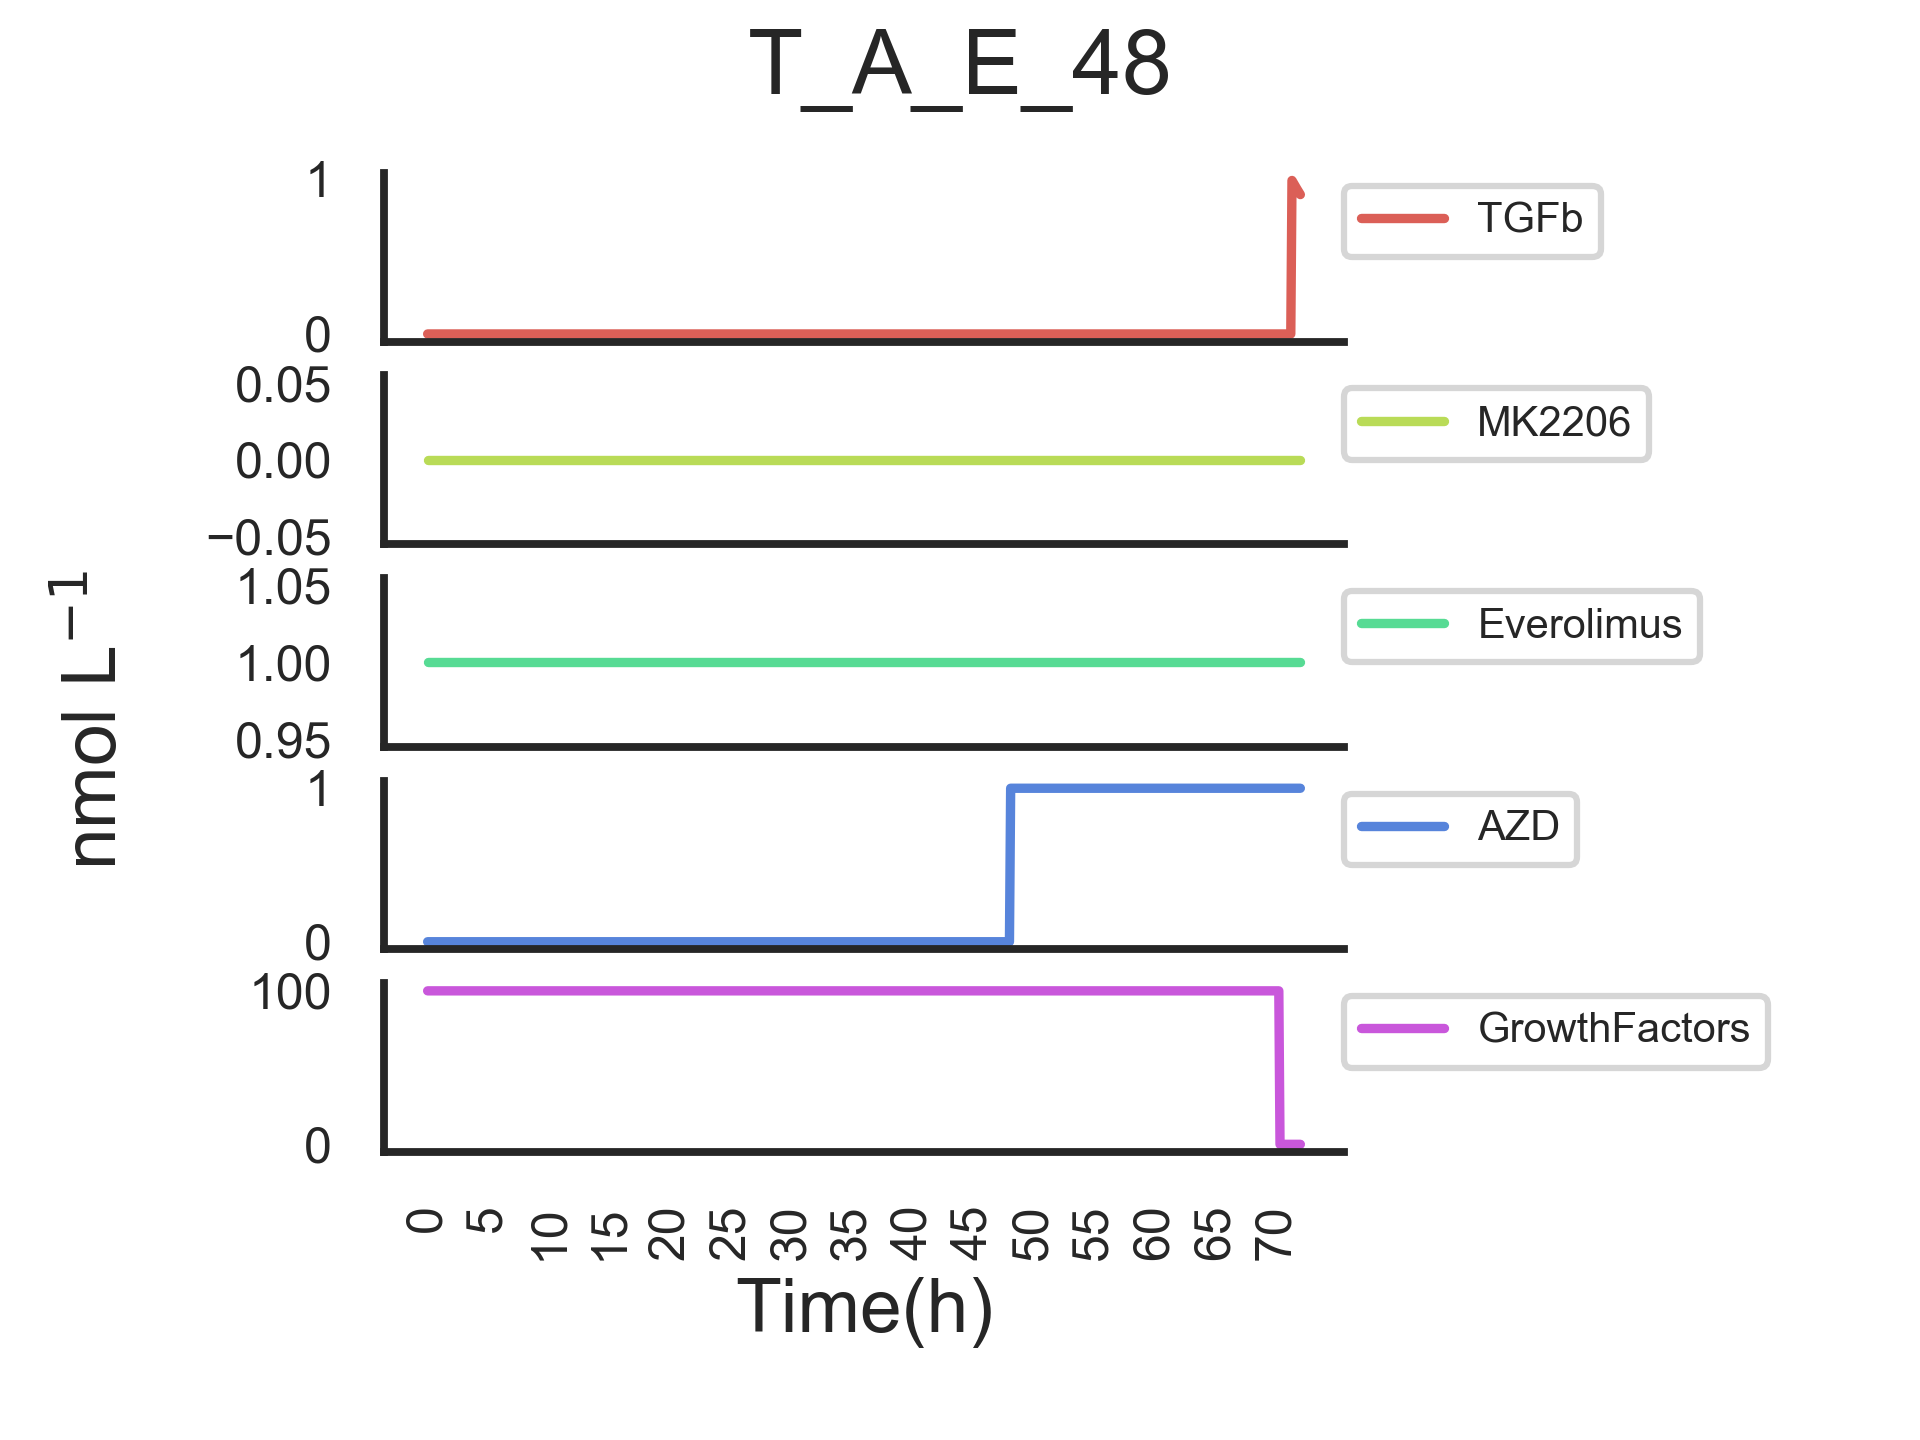 T_A_E_48
1
0
TGFb
0.05
0.00
−0.05
MK2206
1.05
1.00
0.95
Everolimus
1
0
AZD
100
0
GrowthFactors
nmol L⁻¹
0 5 10 15 20 25 30 35 40 45 50 55 60 65 70
Time(h)